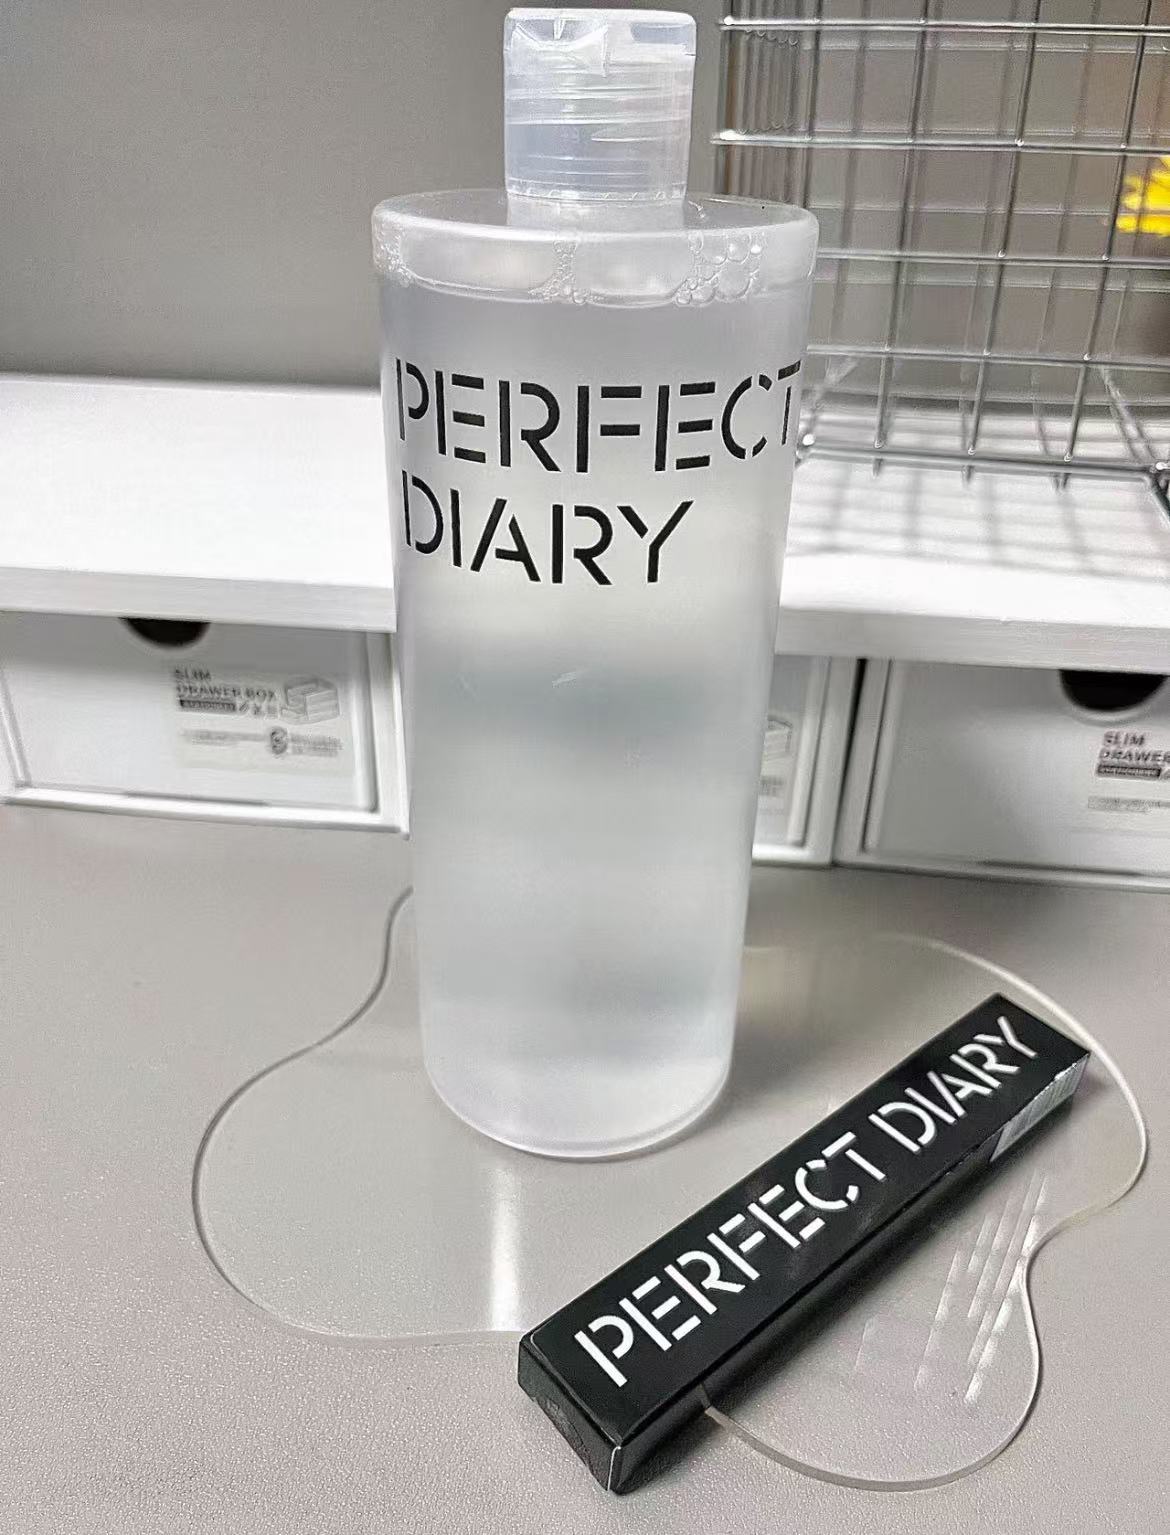 PERFECT
DIARY
SLIM
DRAWER BOX
SLIM
DRAWER
PERFECT DIARY